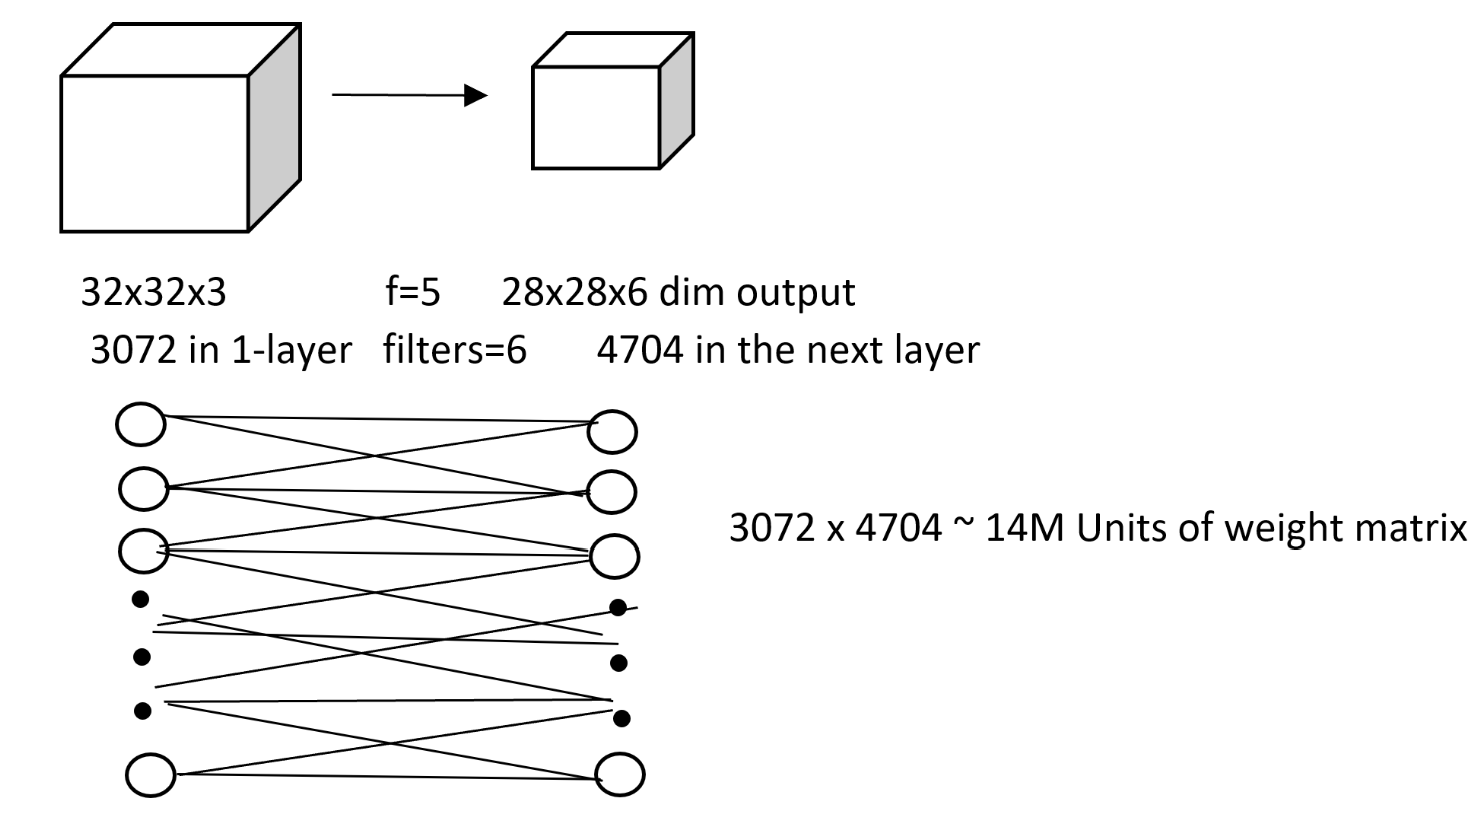 32x32x3 f=5 28x28x6 dim output
3072 in 1-layer filters=6 4704 in the next layer
3072 x 4704 ~ 14M Units of weight matrix